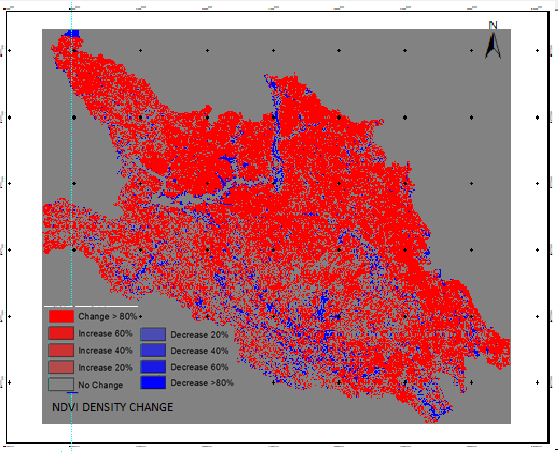 N
Change > 80%
Increase 60%
Increase 40%
Increase 20%
No Change
Decrease 20%
Decrease 40%
Decrease 60%
Decrease >80%
NDVI DENSITY CHANGE